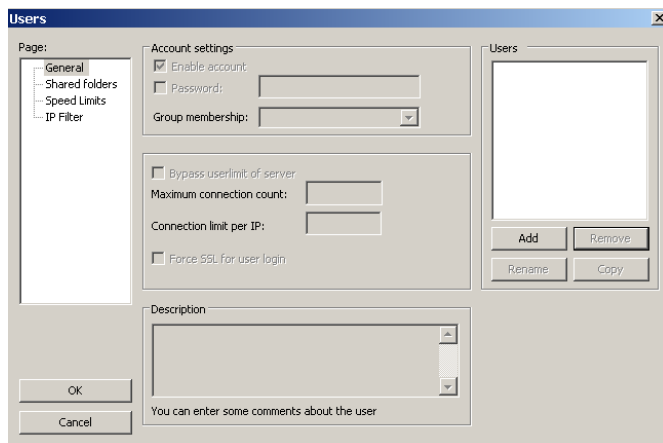 Users
Page:
General
Shared folders
Speed Limits
IP Filter
OK
Cancel
Account settings
Enable account
Password:
Group membership:
Bypass userlimit of server
Maximum connection count:
Connection limit per IP:
Force SSL for user login
Description
You can enter some comments about the user
Users
Add
Remove
Rename
Copy